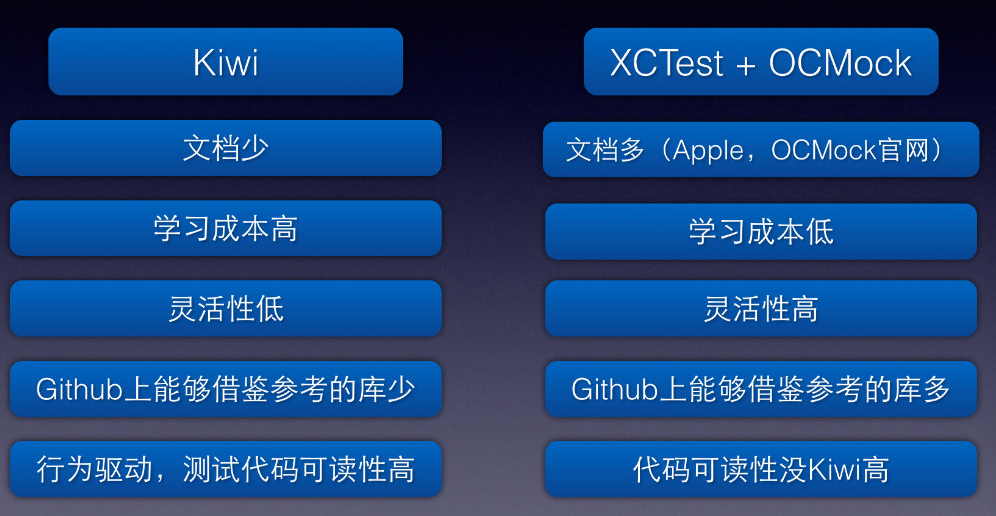 Kiwi
XCTest + OCMock
文档少
文档多（Apple，OCMock官网）
学习成本高
学习成本低
灵活性低
灵活性高
Github上能够借鉴参考的库少
Github上能够借鉴参考的库多
行为驱动，测试代码可读性高
代码可读性没Kiwi高